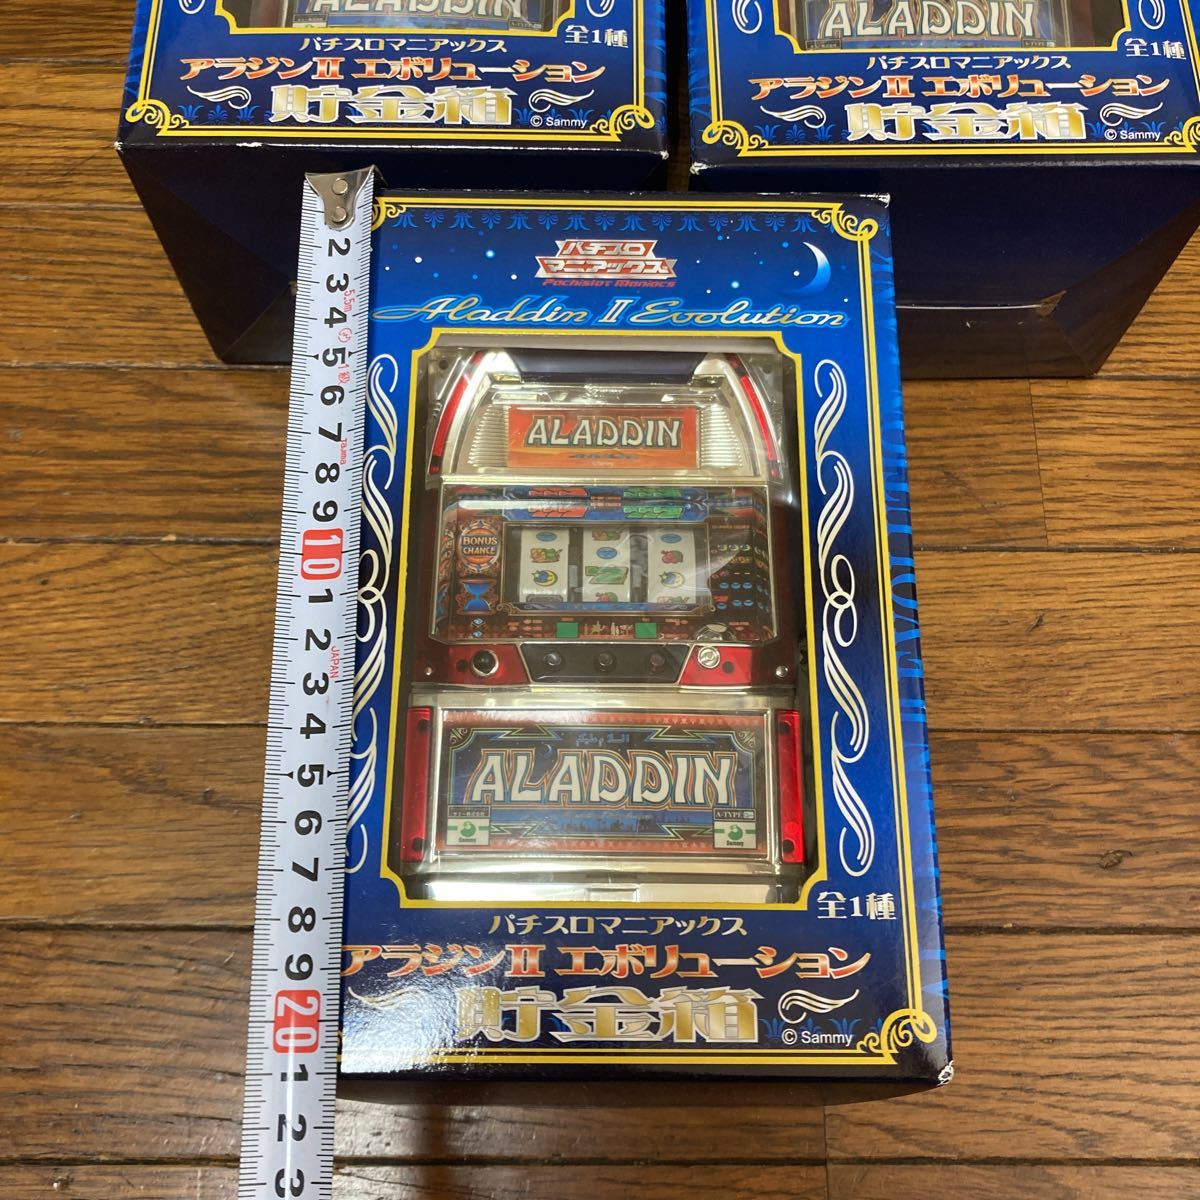 ALADDIN
全1種
パチスロマニアックス
アラジンII エボリューション
貯金箱
© Sammy
ALADDIN
全1種
パチスロマニアックス
アラジンII エボリューション
貯金箱
© Sammy
2
3
5.5m
4
5
6
7
Tajima
8
9
10
1
2
JAPAN
3
4
5
6
7
8
9
20
1
2
3
パチスロ
マニアックス
Pachislot Maniacs
Aladdin II Evolution
ALADDIN
BONUS
CHANCE
ALADDIN
A-TYPE
Sammy
Sammy
全1種
パチスロマニアックス
アラジンII エボリューション
貯金箱
© Sammy